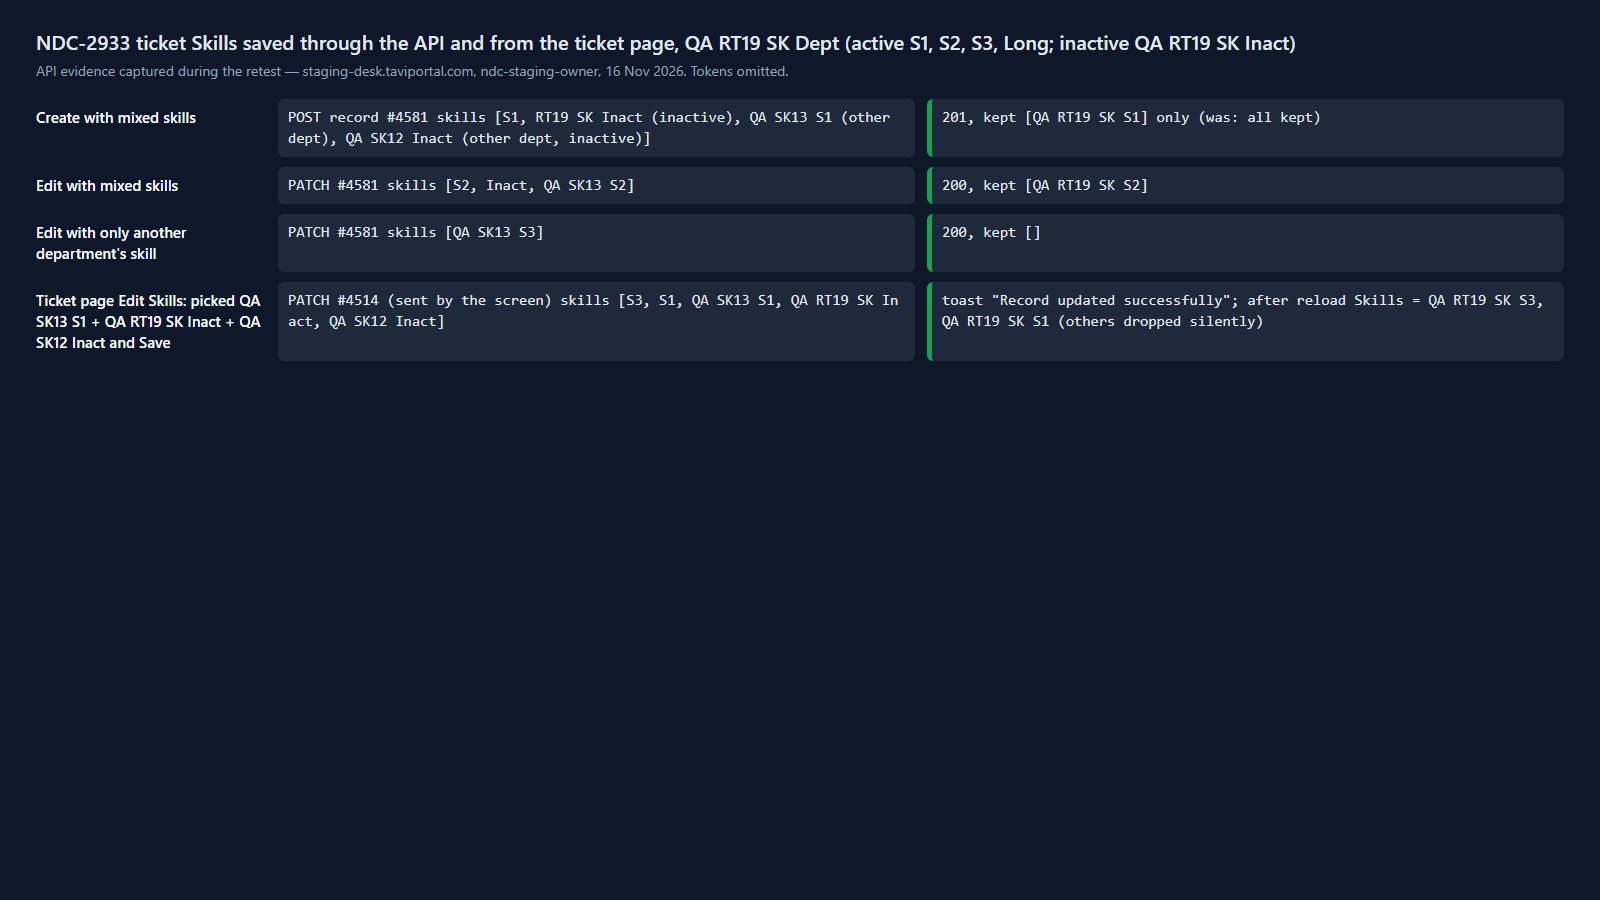 NDC-2933 ticket Skills saved through the API and from the ticket page, QA RT19 SK Dept (active S1, S2, S3, Long; inactive QA RT19 SK Inact)
API evidence captured during the retest — staging-desk.taviportal.com, ndc-staging-owner, 16 Nov 2026. Tokens omitted.
Create with mixed skills
POST record #4581 skills [S1, RT19 SK Inact (inactive), QA SK13 S1 (other
dept), QA SK12 Inact (other dept, inactive)]
201, kept [QA RT19 SK S1] only (was: all kept)
Edit with mixed skills
PATCH #4581 skills [S2, Inact, QA SK13 S2]
200, kept [QA RT19 SK S2]
Edit with only another
department's skill
PATCH #4581 skills [QA SK13 S3]
200, kept []
Ticket page Edit Skills: picked QA
SK13 S1 + QA RT19 SK Inact + QA
SK12 Inact and Save
PATCH #4514 (sent by the screen) skills [S3, S1, QA SK13 S1, QA RT19 SK In
act, QA SK12 Inact]
toast "Record updated successfully"; after reload Skills = QA RT19 SK S3,
QA RT19 SK S1 (others dropped silently)